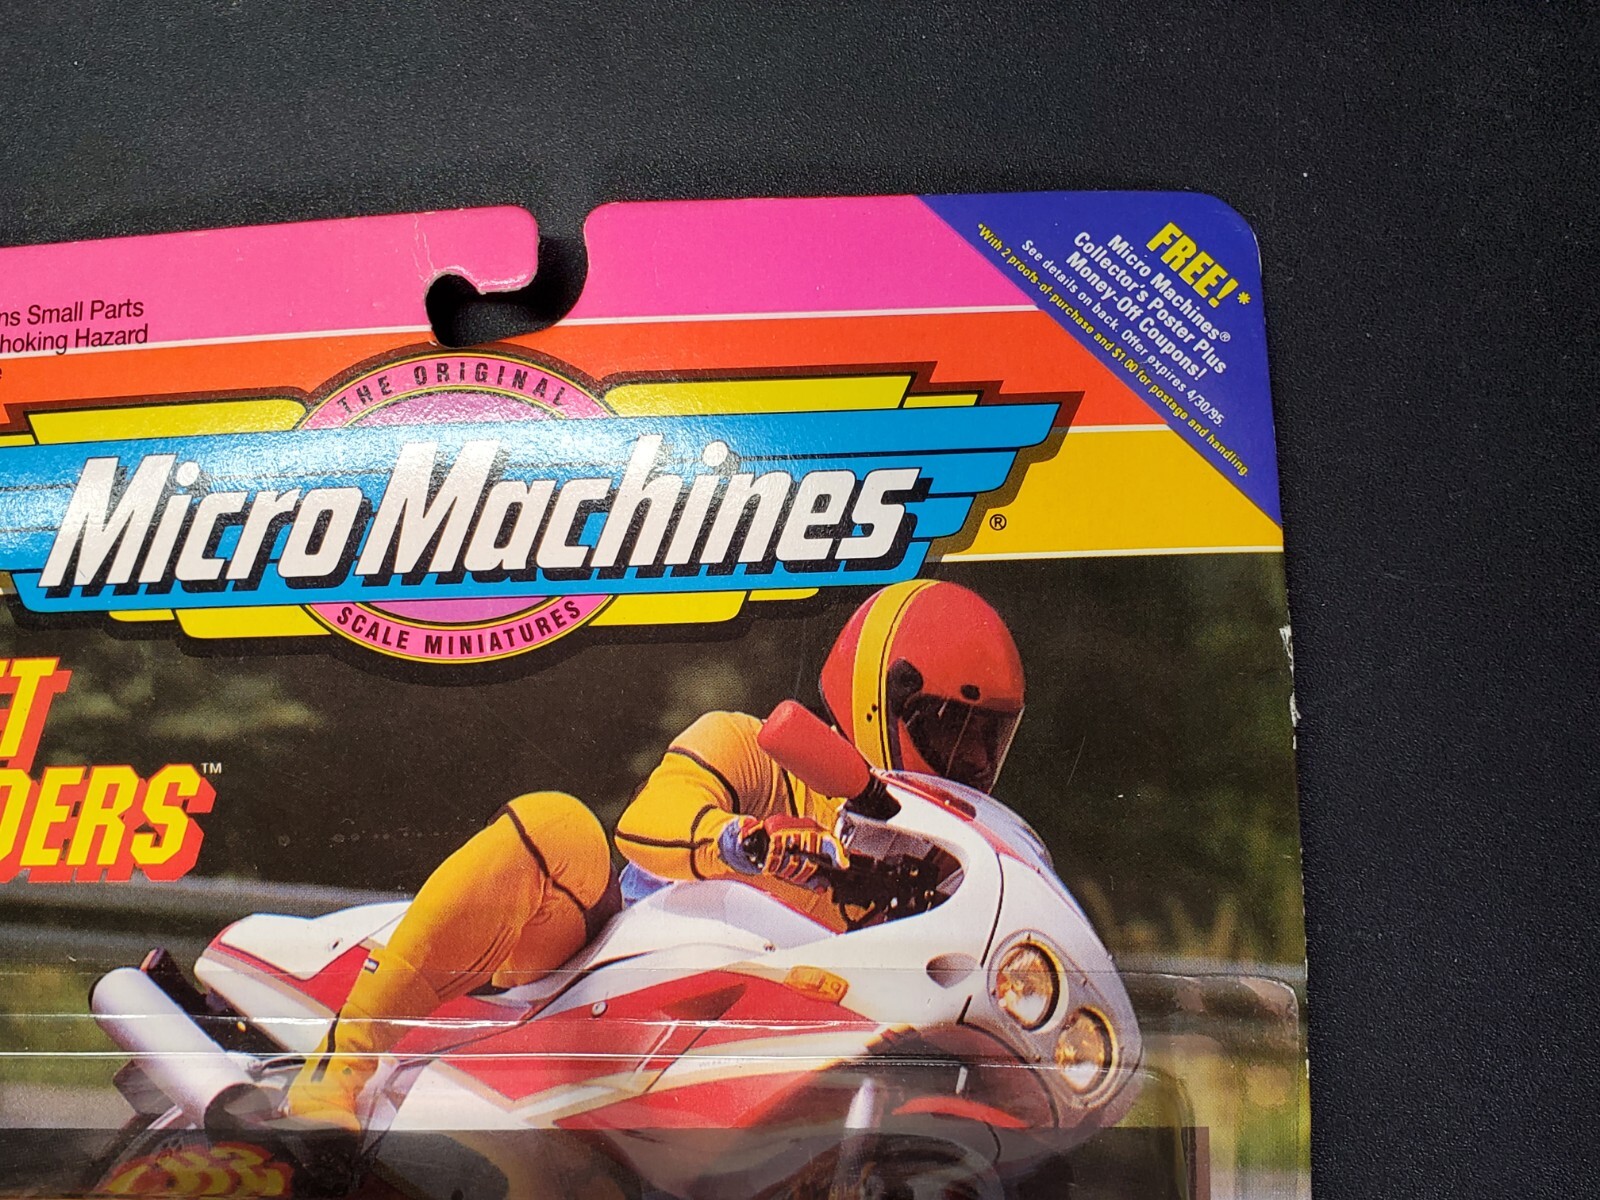 FREE!*
Micro Machines®
Collector's Poster Plus
Money-Off Coupons!
See details on back. Offer expires 4/30/95.
*With 2 proofs-of-purchase and $1.00 for postage and handling.
Small Parts
Hazard
THE ORIGINAL
Micro Machines®
SCALE MINIATURES